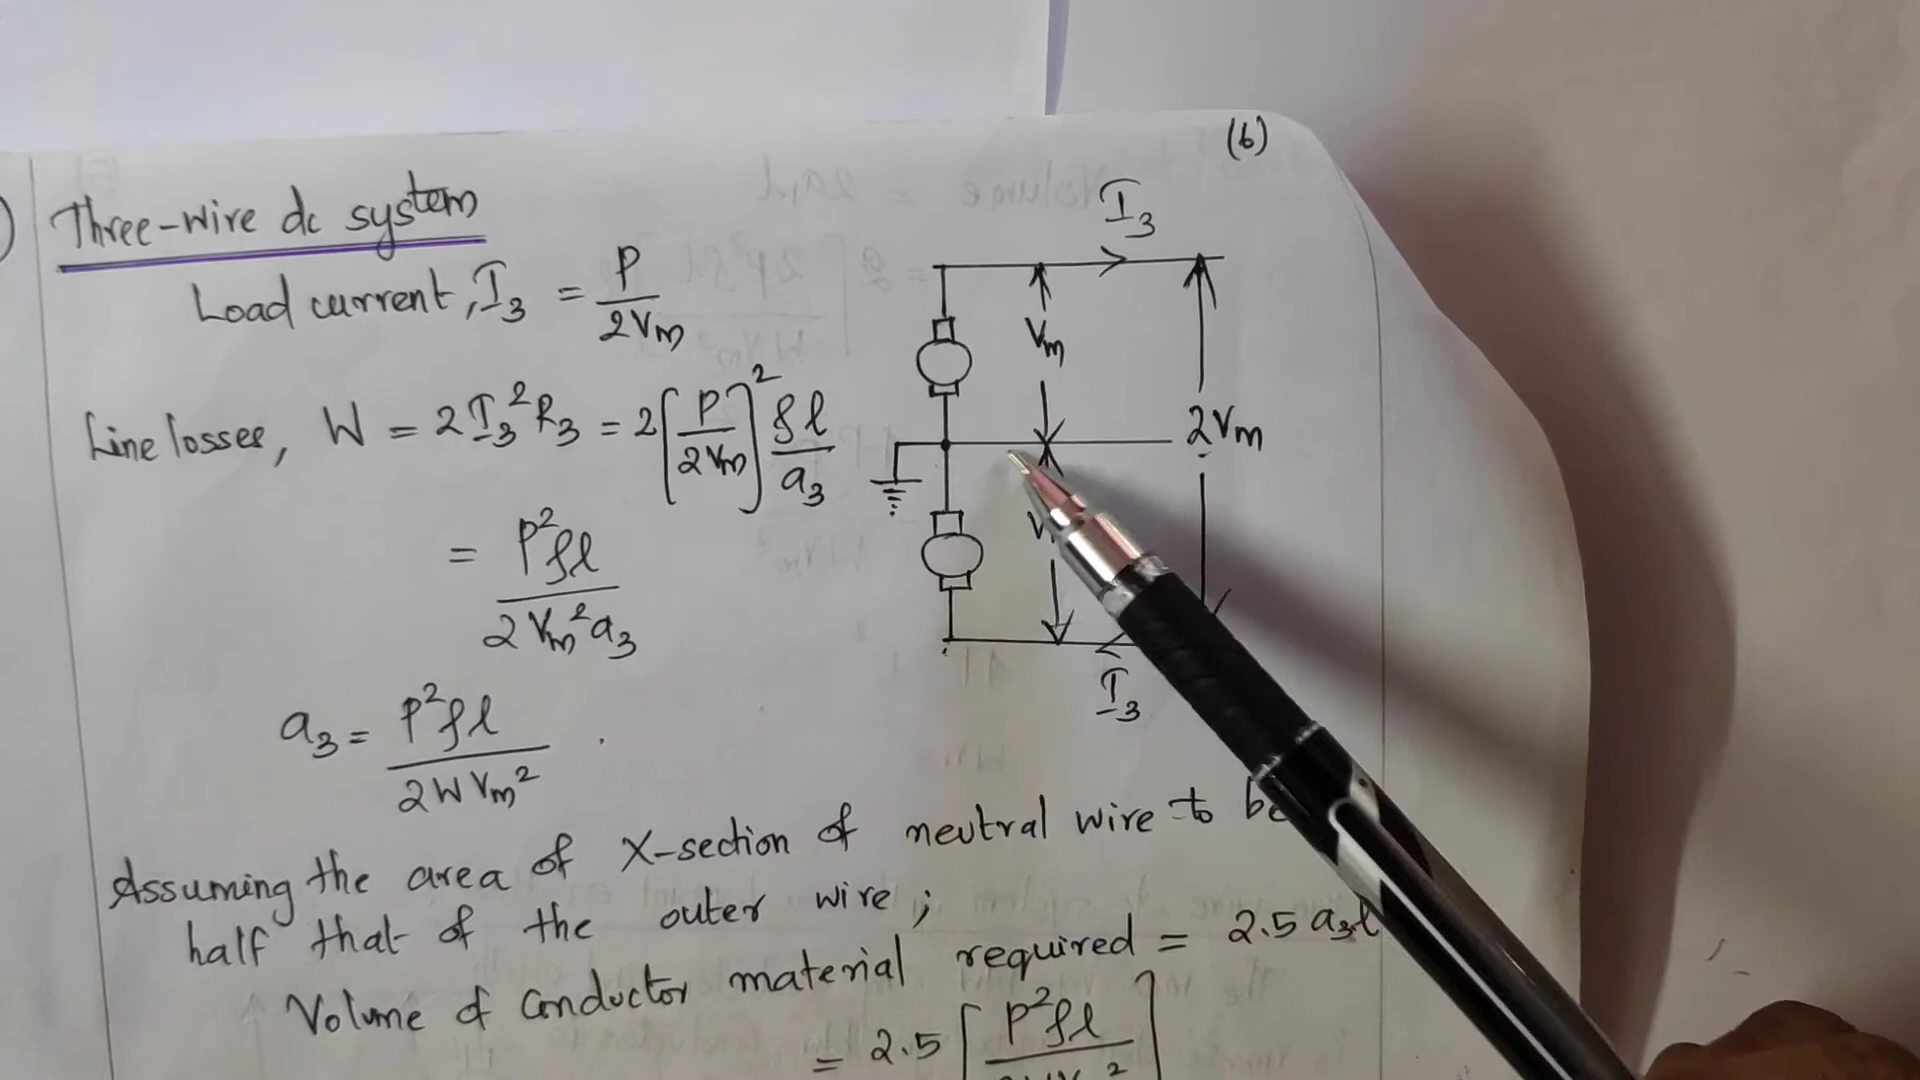 (6)
Three-wire dc system
Load current, I₃ = P / 2Vm
Line losses, W = 2I₃²R₃ = 2[P / 2Vm]² ρl / a₃
= P²ρl / 2Vm²a₃
a₃ = P²ρl / 2WVm²
Assuming the area of X-section of neutral wire to be
half that of the outer wire;
Volume of conductor material required = 2.5 a₃l
= 2.5 [P²ρl
I₃
Vm
2Vm
V
I₃